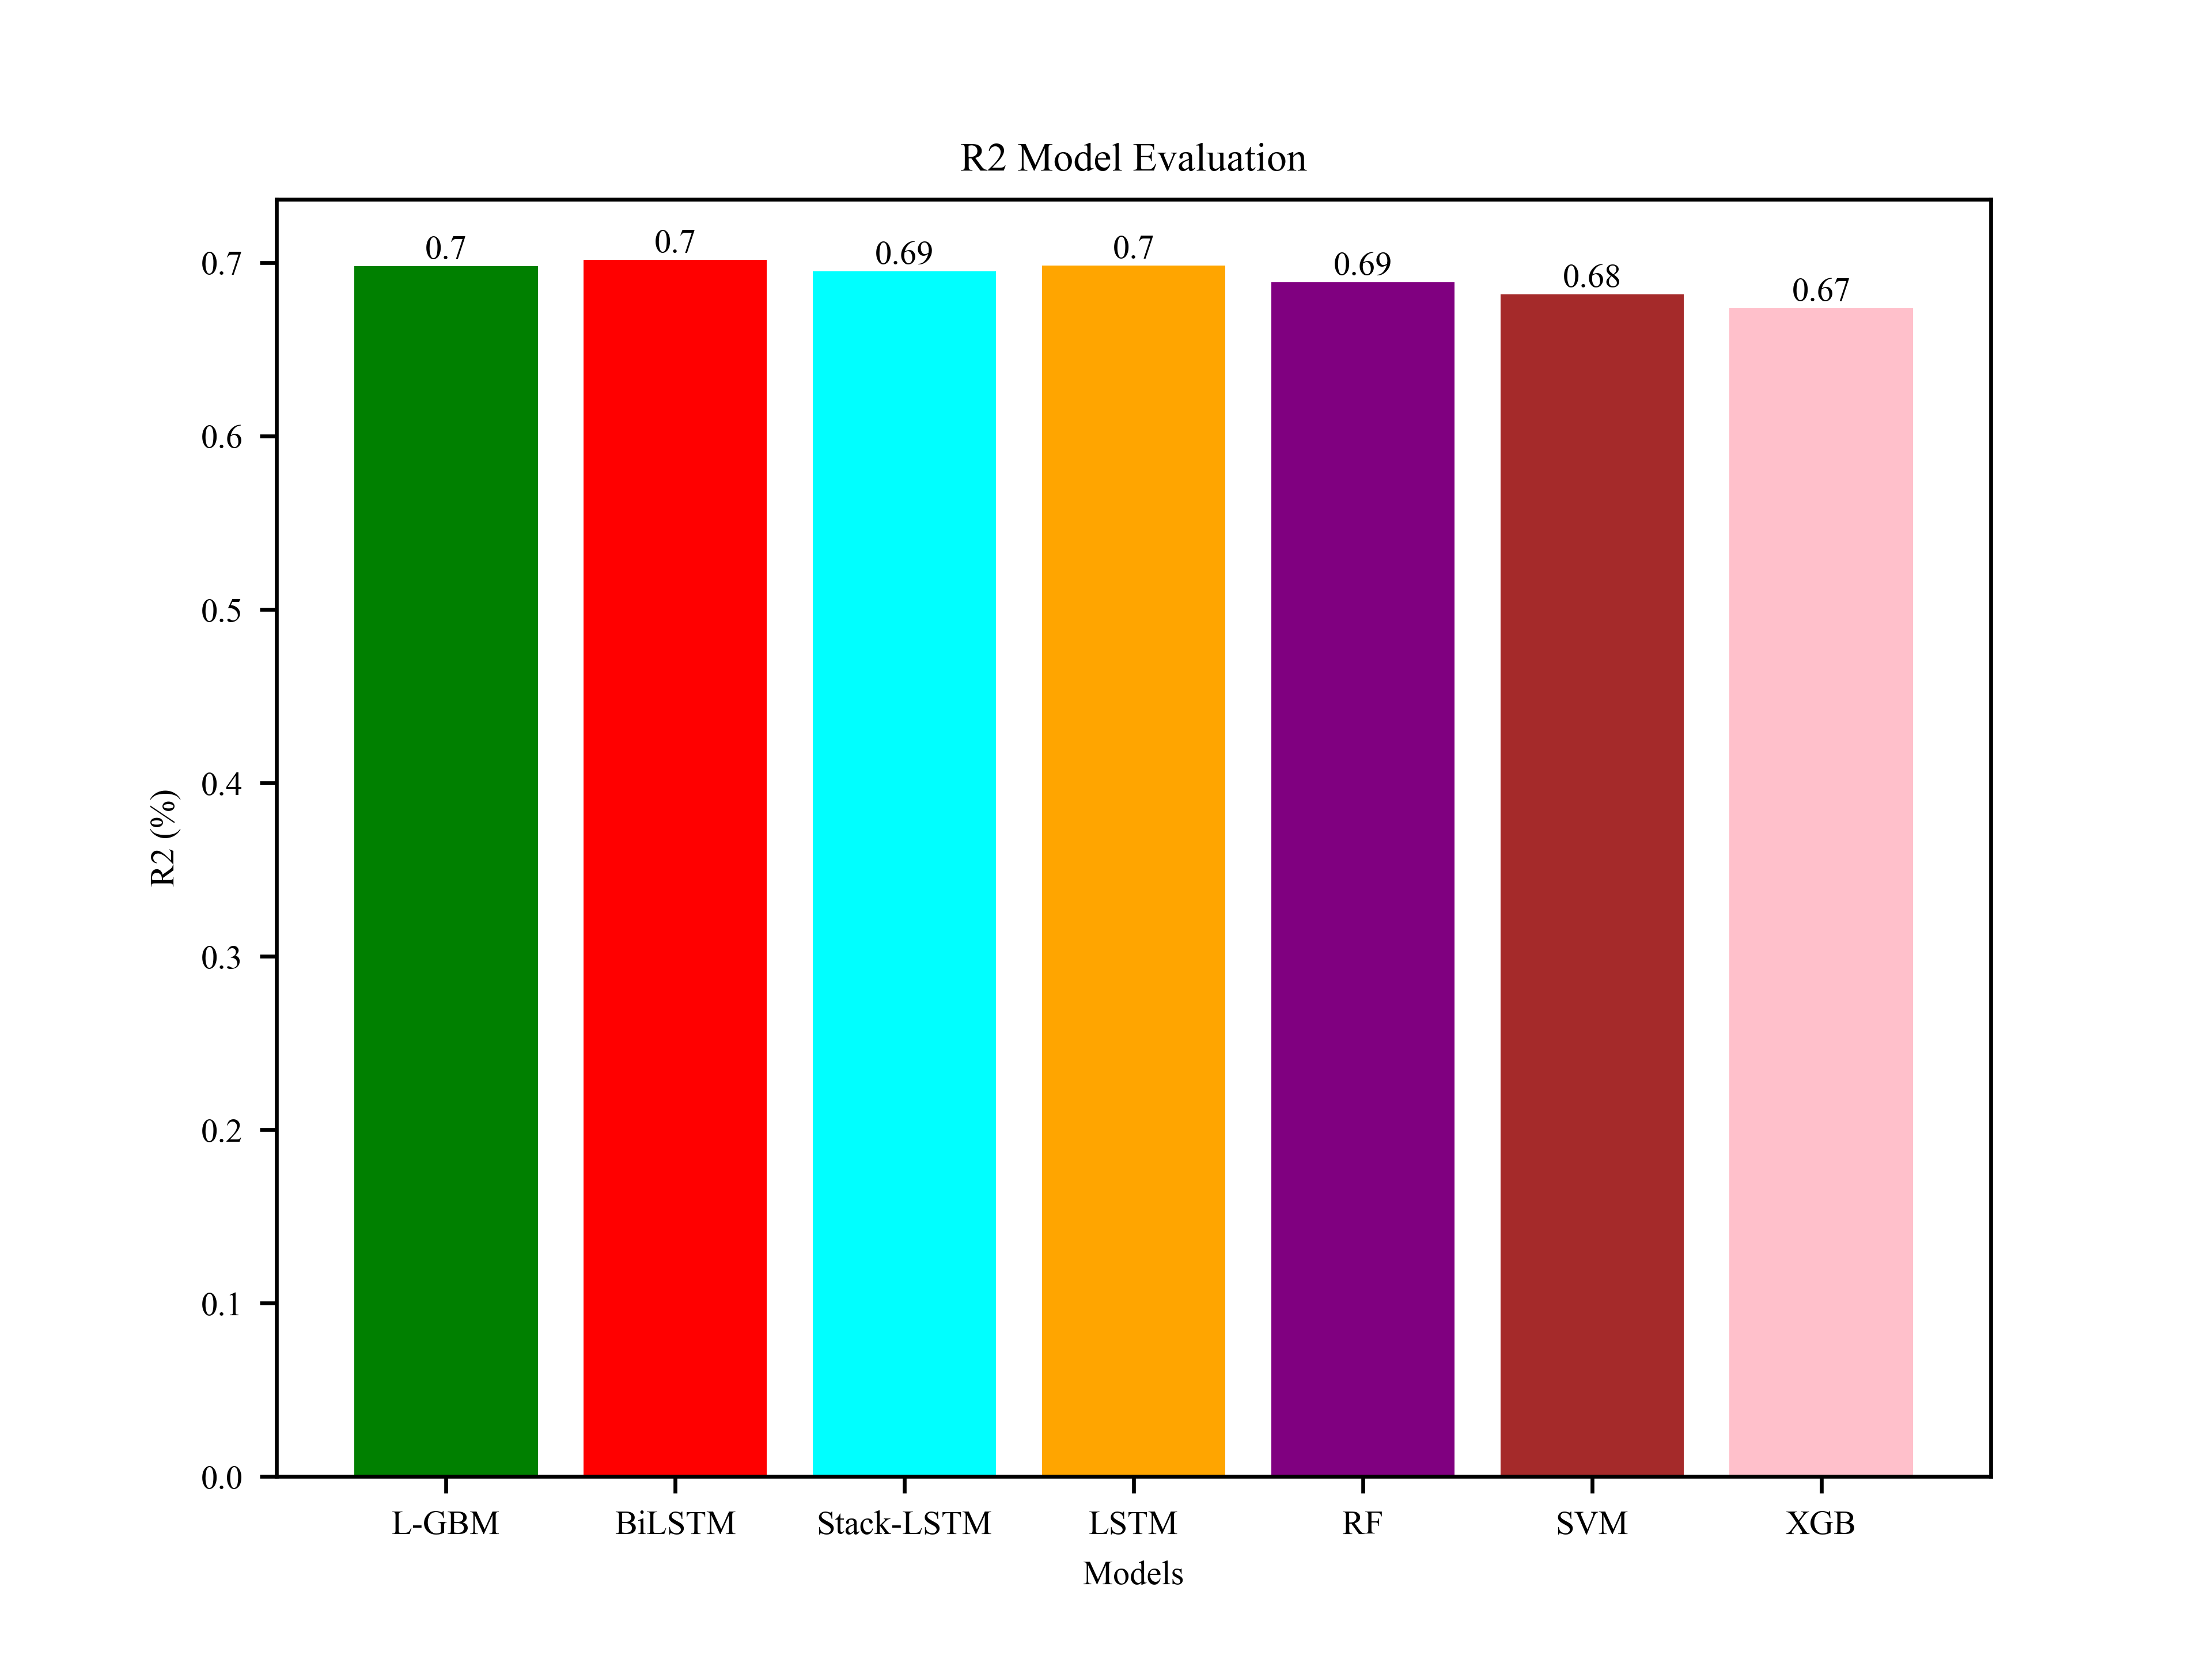 R2 Model Evaluation
0.7
0.7
0.69
0.7
0.69
0.68
0.67
0.7
0.6
0.5
0.4
0.3
0.2
0.1
0.0
R2 (%)
L-GBM
BiLSTM
Stack-LSTM
LSTM
RF
SVM
XGB
Models